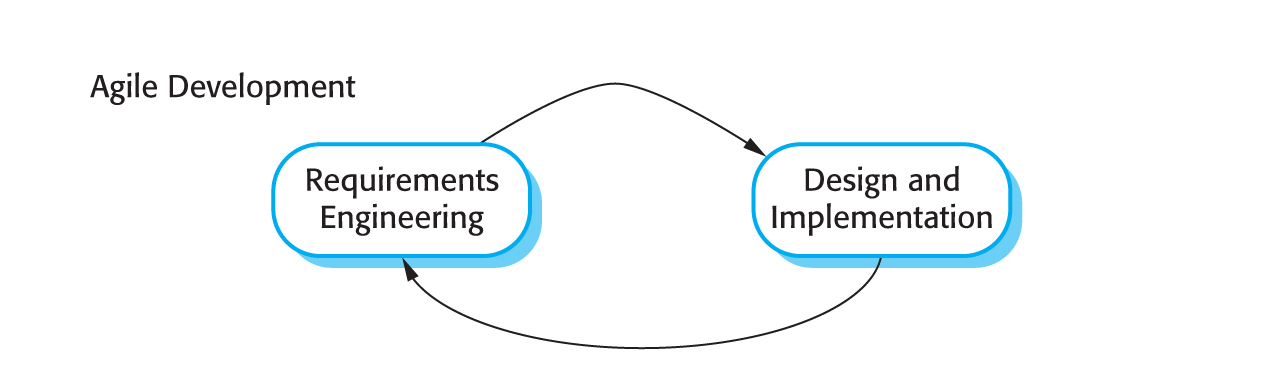 Agile Development
Requirements
Engineering
Design and
Implementation